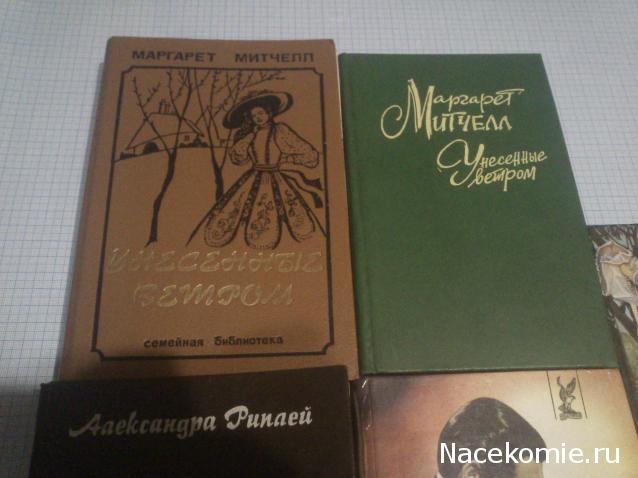 МАРГАРЕТ МИТЧЕЛЛ
УНЕСЕННЫЕ
ВЕТРОМ
семейная библиотека
Маргарет
МИТЧЕЛЛ
Унесенные
ветром
Александра Риплей
Nacekomie.ru